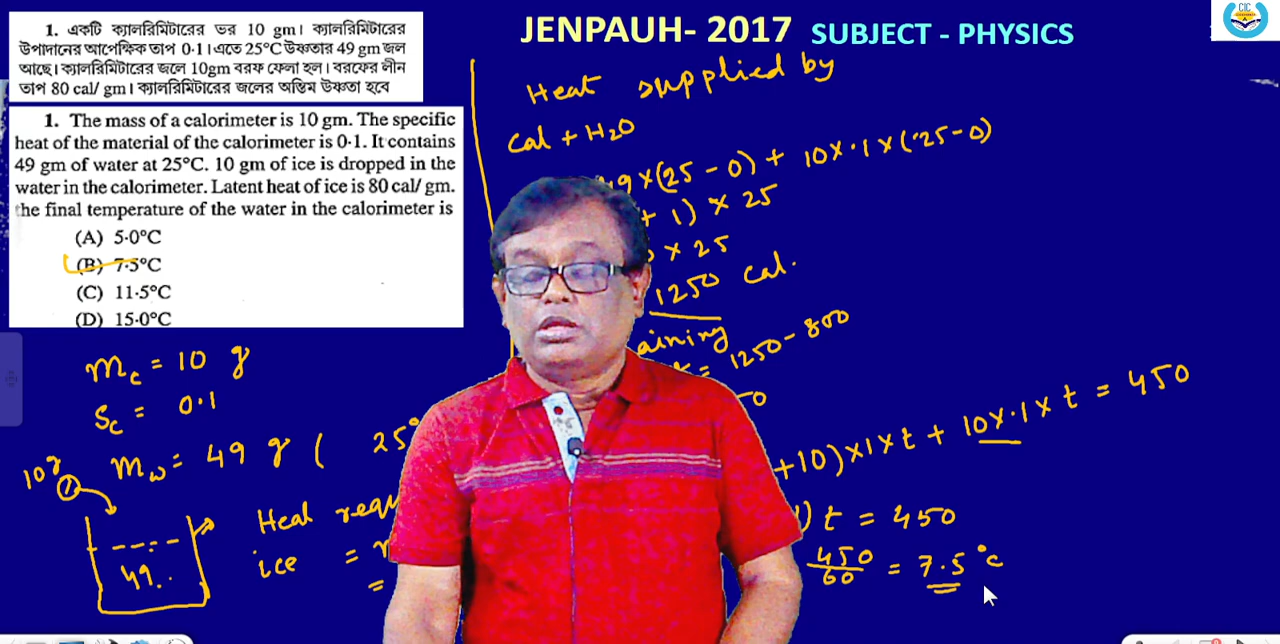 JENPAUH- 2017 SUBJECT - PHYSICS
CIC
1. একটি ক্যালরিমিটারের ভর 10 gm। ক্যালরিমিটারের
উপাদানের আপেক্ষিক তাপ 0·1।এতে 25°C উষ্ণতার 49 gm জল
আছে। ক্যালরিমিটারের জলে 10gm বরফ ফেলা হল। বরফের লীন
তাপ 80 cal/ gm। ক্যালরিমিটারের জলের অন্তিম উষ্ণতা হবে
1. The mass of a calorimeter is 10 gm. The specific
heat of the material of the calorimeter is 0·1. It contains
49 gm of water at 25°C. 10 gm of ice is dropped in the
water in the calorimeter. Latent heat of ice is 80 cal/ gm.
the final temperature of the water in the calorimeter is
(A) 5·0°C
(B) 7·5°C
(C) 11·5°C
(D) 15·0°C
mc = 10 g
Sc = 0·1
mw = 49 g ( 25°
10g
49..
Heat
ice =
=
Heat supplied by
Cal + H2O
49×(25-0) + 10×·1×(25-0)
+ 1) × 25
× 25
1250 Cal.
= 1250-800
+10)×1×t + 10×·1×t = 450
) t = 450
450/60 = 7·5°c